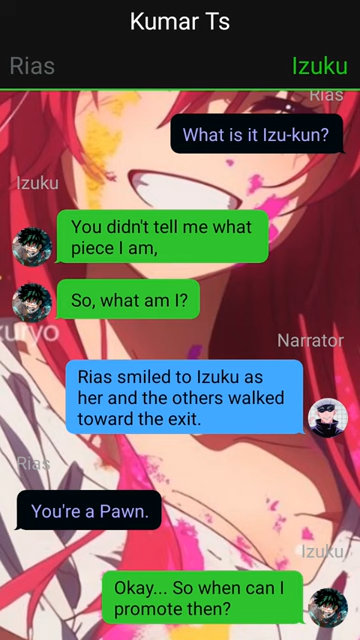 Kumar Ts
Rias
Izuku
Rias
What is it Izu-kun?
Izuku
You didn't tell me what
piece I am,
So, what am I?
kuryo
Narrator
Rias smiled to Izuku as
her and the others walked
toward the exit.
Rias
You're a Pawn.
Izuku
Okay... So when can I
promote then?